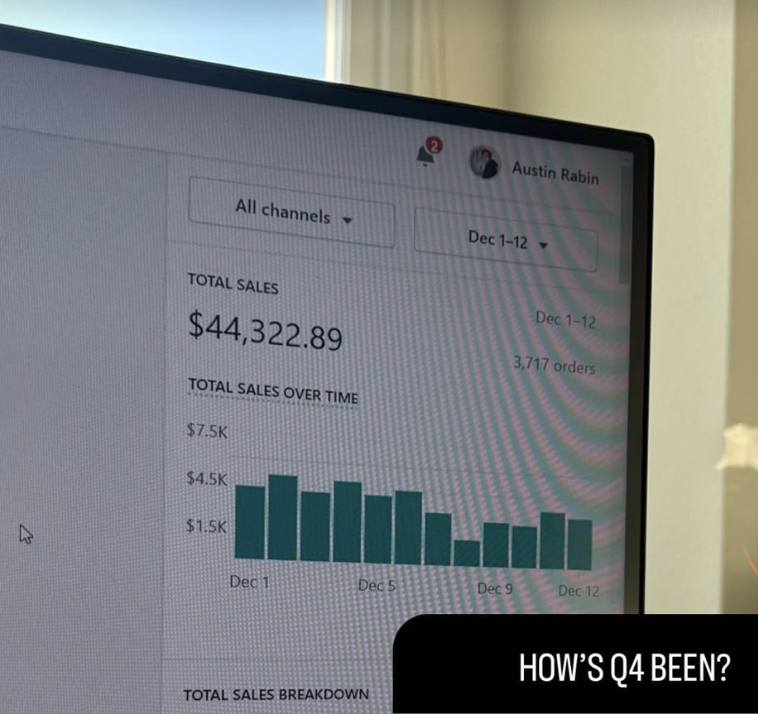 2
Austin Rabin
All channels
Dec 1–12
TOTAL SALES
$44,322.89
Dec 1–12
3,717 orders
TOTAL SALES OVER TIME
$7.5K
$4.5K
$1.5K
Dec 1
Dec 5
Dec 9
Dec 12
TOTAL SALES BREAKDOWN
HOW'S Q4 BEEN?